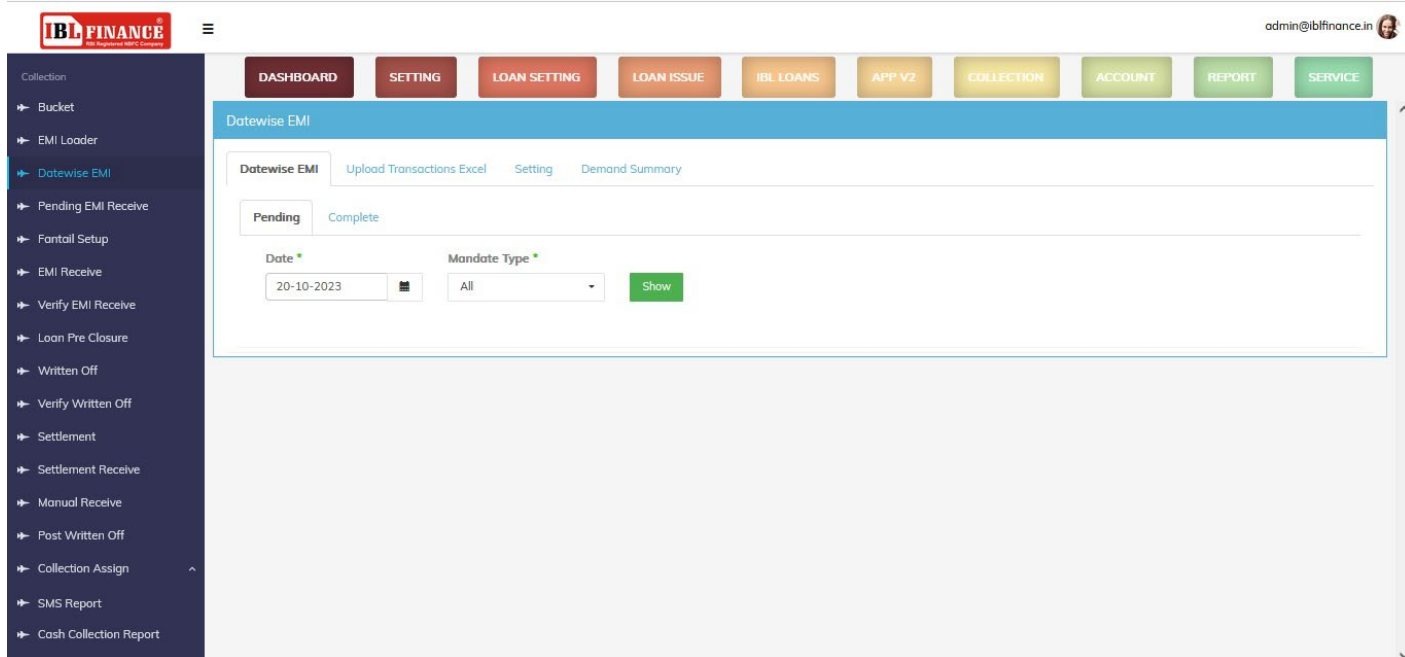 IBL FINANCE®
RBI Registered NBFC Company
admin@iblfinance.in
DASHBOARD SETTING LOAN SETTING LOAN ISSUE IBL LOANS APP V2 COLLECTION ACCOUNT REPORT SERVICE
Collection
Bucket
EMI Loader
Datewise EMI
Pending EMI Receive
Fantail Setup
EMI Receive
Verify EMI Receive
Loan Pre Closure
Written Off
Verify Written Off
Settlement
Settlement Receive
Manual Receive
Post Written Off
Collection Assign
SMS Report
Cash Collection Report
Datewise EMI
Datewise EMI Upload Transactions Excel Setting Demand Summary
Pending Complete
Date * Mandate Type *
20-10-2023 All Show